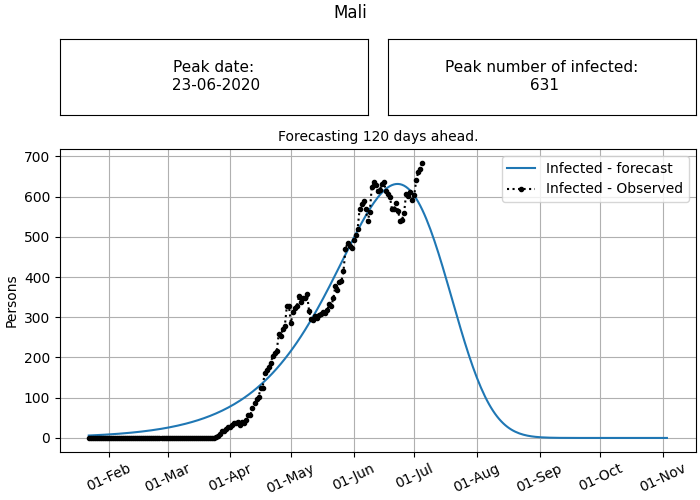 Mali
Peak date:
23-06-2020
Peak number of infected:
631
Forecasting 120 days ahead.
Infected - forecast
Infected - Observed
Persons
700
600
500
400
300
200
100
0
01-Feb
01-Mar
01-Apr
01-May
01-Jun
01-Jul
01-Aug
01-Sep
01-Oct
01-Nov